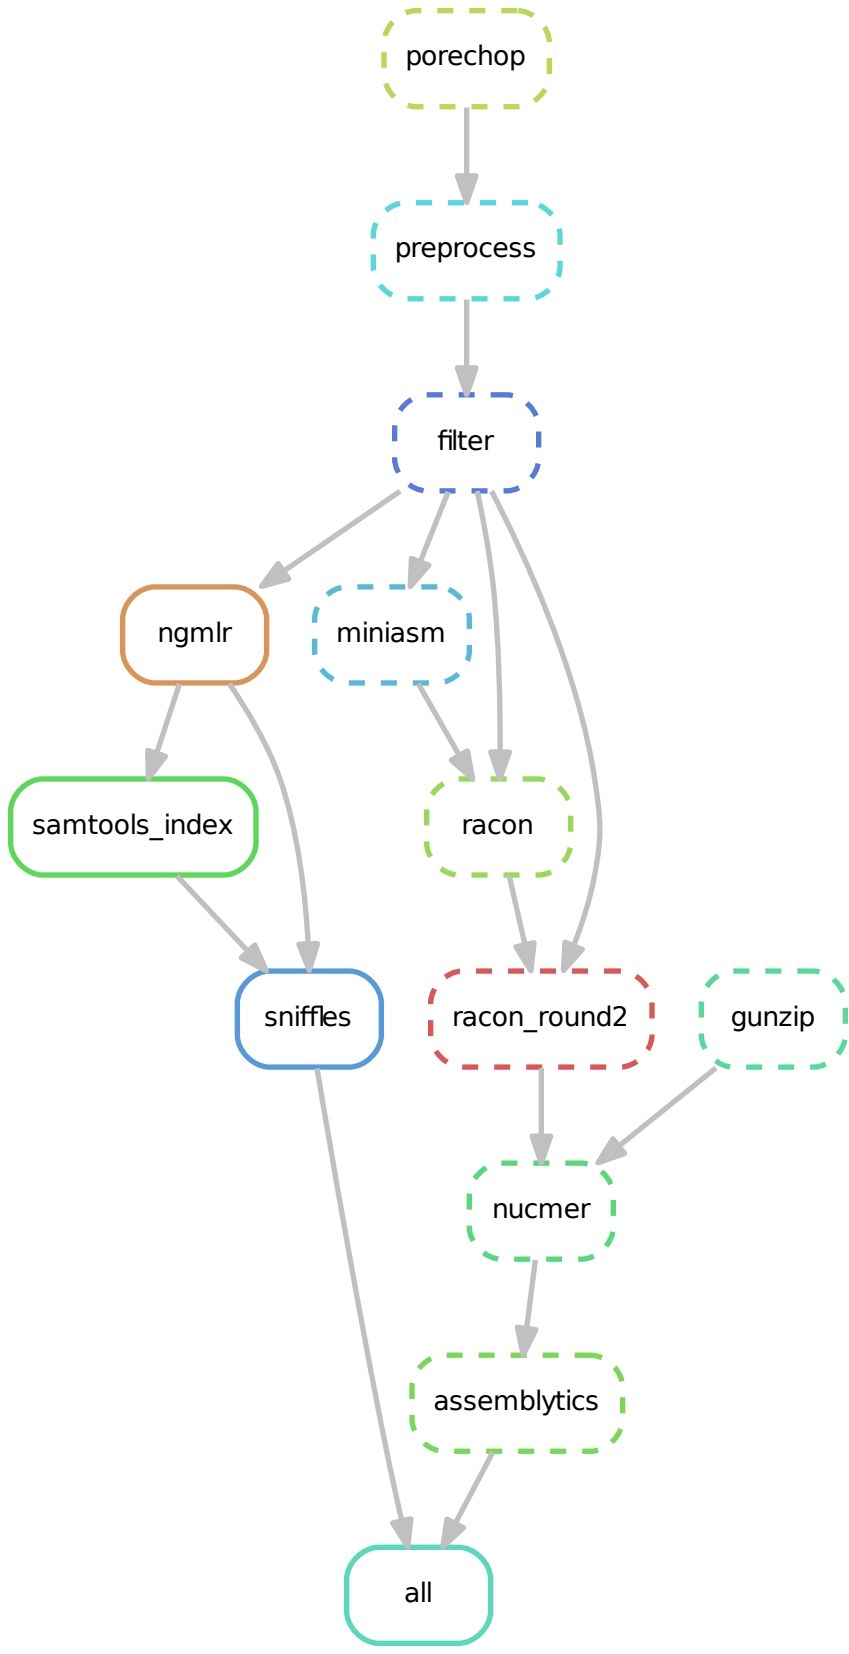 porechop
preprocess
filter
ngmlr
miniasm
samtools_index
racon
sniffles
racon_round2
gunzip
nucmer
assemblytics
all